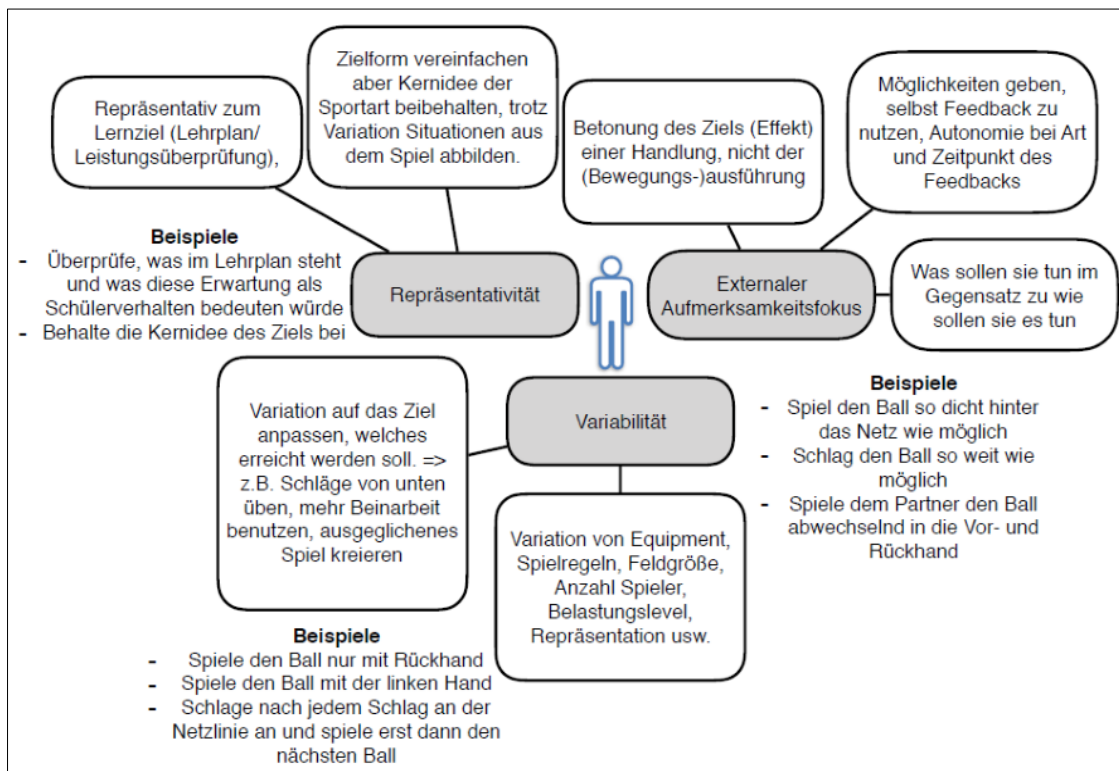 Repräsentativ zum
Lernziel (Lehrplan/
Leistungsüberprüfung),
Zielform vereinfachen
aber Kernidee der
Sportart beibehalten, trotz
Variation Situationen aus
dem Spiel abbilden.
Betonung des Ziels (Effekt)
einer Handlung, nicht der
(Bewegungs-)ausführung
Möglichkeiten geben,
selbst Feedback zu
nutzen, Autonomie bei Art
und Zeitpunkt des
Feedbacks
Beispiele
- Überprüfe, was im Lehrplan steht
und was diese Erwartung als
Schülerverhalten bedeuten würde
- Behalte die Kernidee des Ziels bei
Repräsentativität
Externaler
Aufmerksamkeitsfokus
Was sollen sie tun im
Gegensatz zu wie
sollen sie es tun
Variation auf das Ziel
anpassen, welches
erreicht werden soll. =>
z.B. Schläge von unten
üben, mehr Beinarbeit
benutzen, ausgeglichenes
Spiel kreieren
Variabilität
Beispiele
- Spiel den Ball so dicht hinter
das Netz wie möglich
- Schlag den Ball so weit wie
möglich
- Spiele dem Partner den Ball
abwechselnd in die Vor- und
Rückhand
Variation von Equipment,
Spielregeln, Feldgröße,
Anzahl Spieler,
Belastungslevel,
Repräsentation usw.
Beispiele
- Spiele den Ball nur mit Rückhand
- Spiele den Ball mit der linken Hand
- Schlage nach jedem Schlag an der
Netzlinie an und spiele erst dann den
nächsten Ball